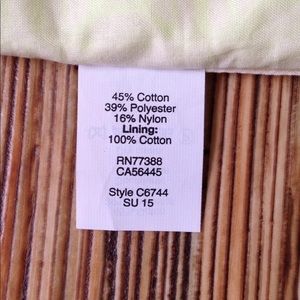 45% Cotton
39% Polyester
16% Nylon
Lining:
100% Cotton
RN77388
CA56445
Style C6744
SU 15